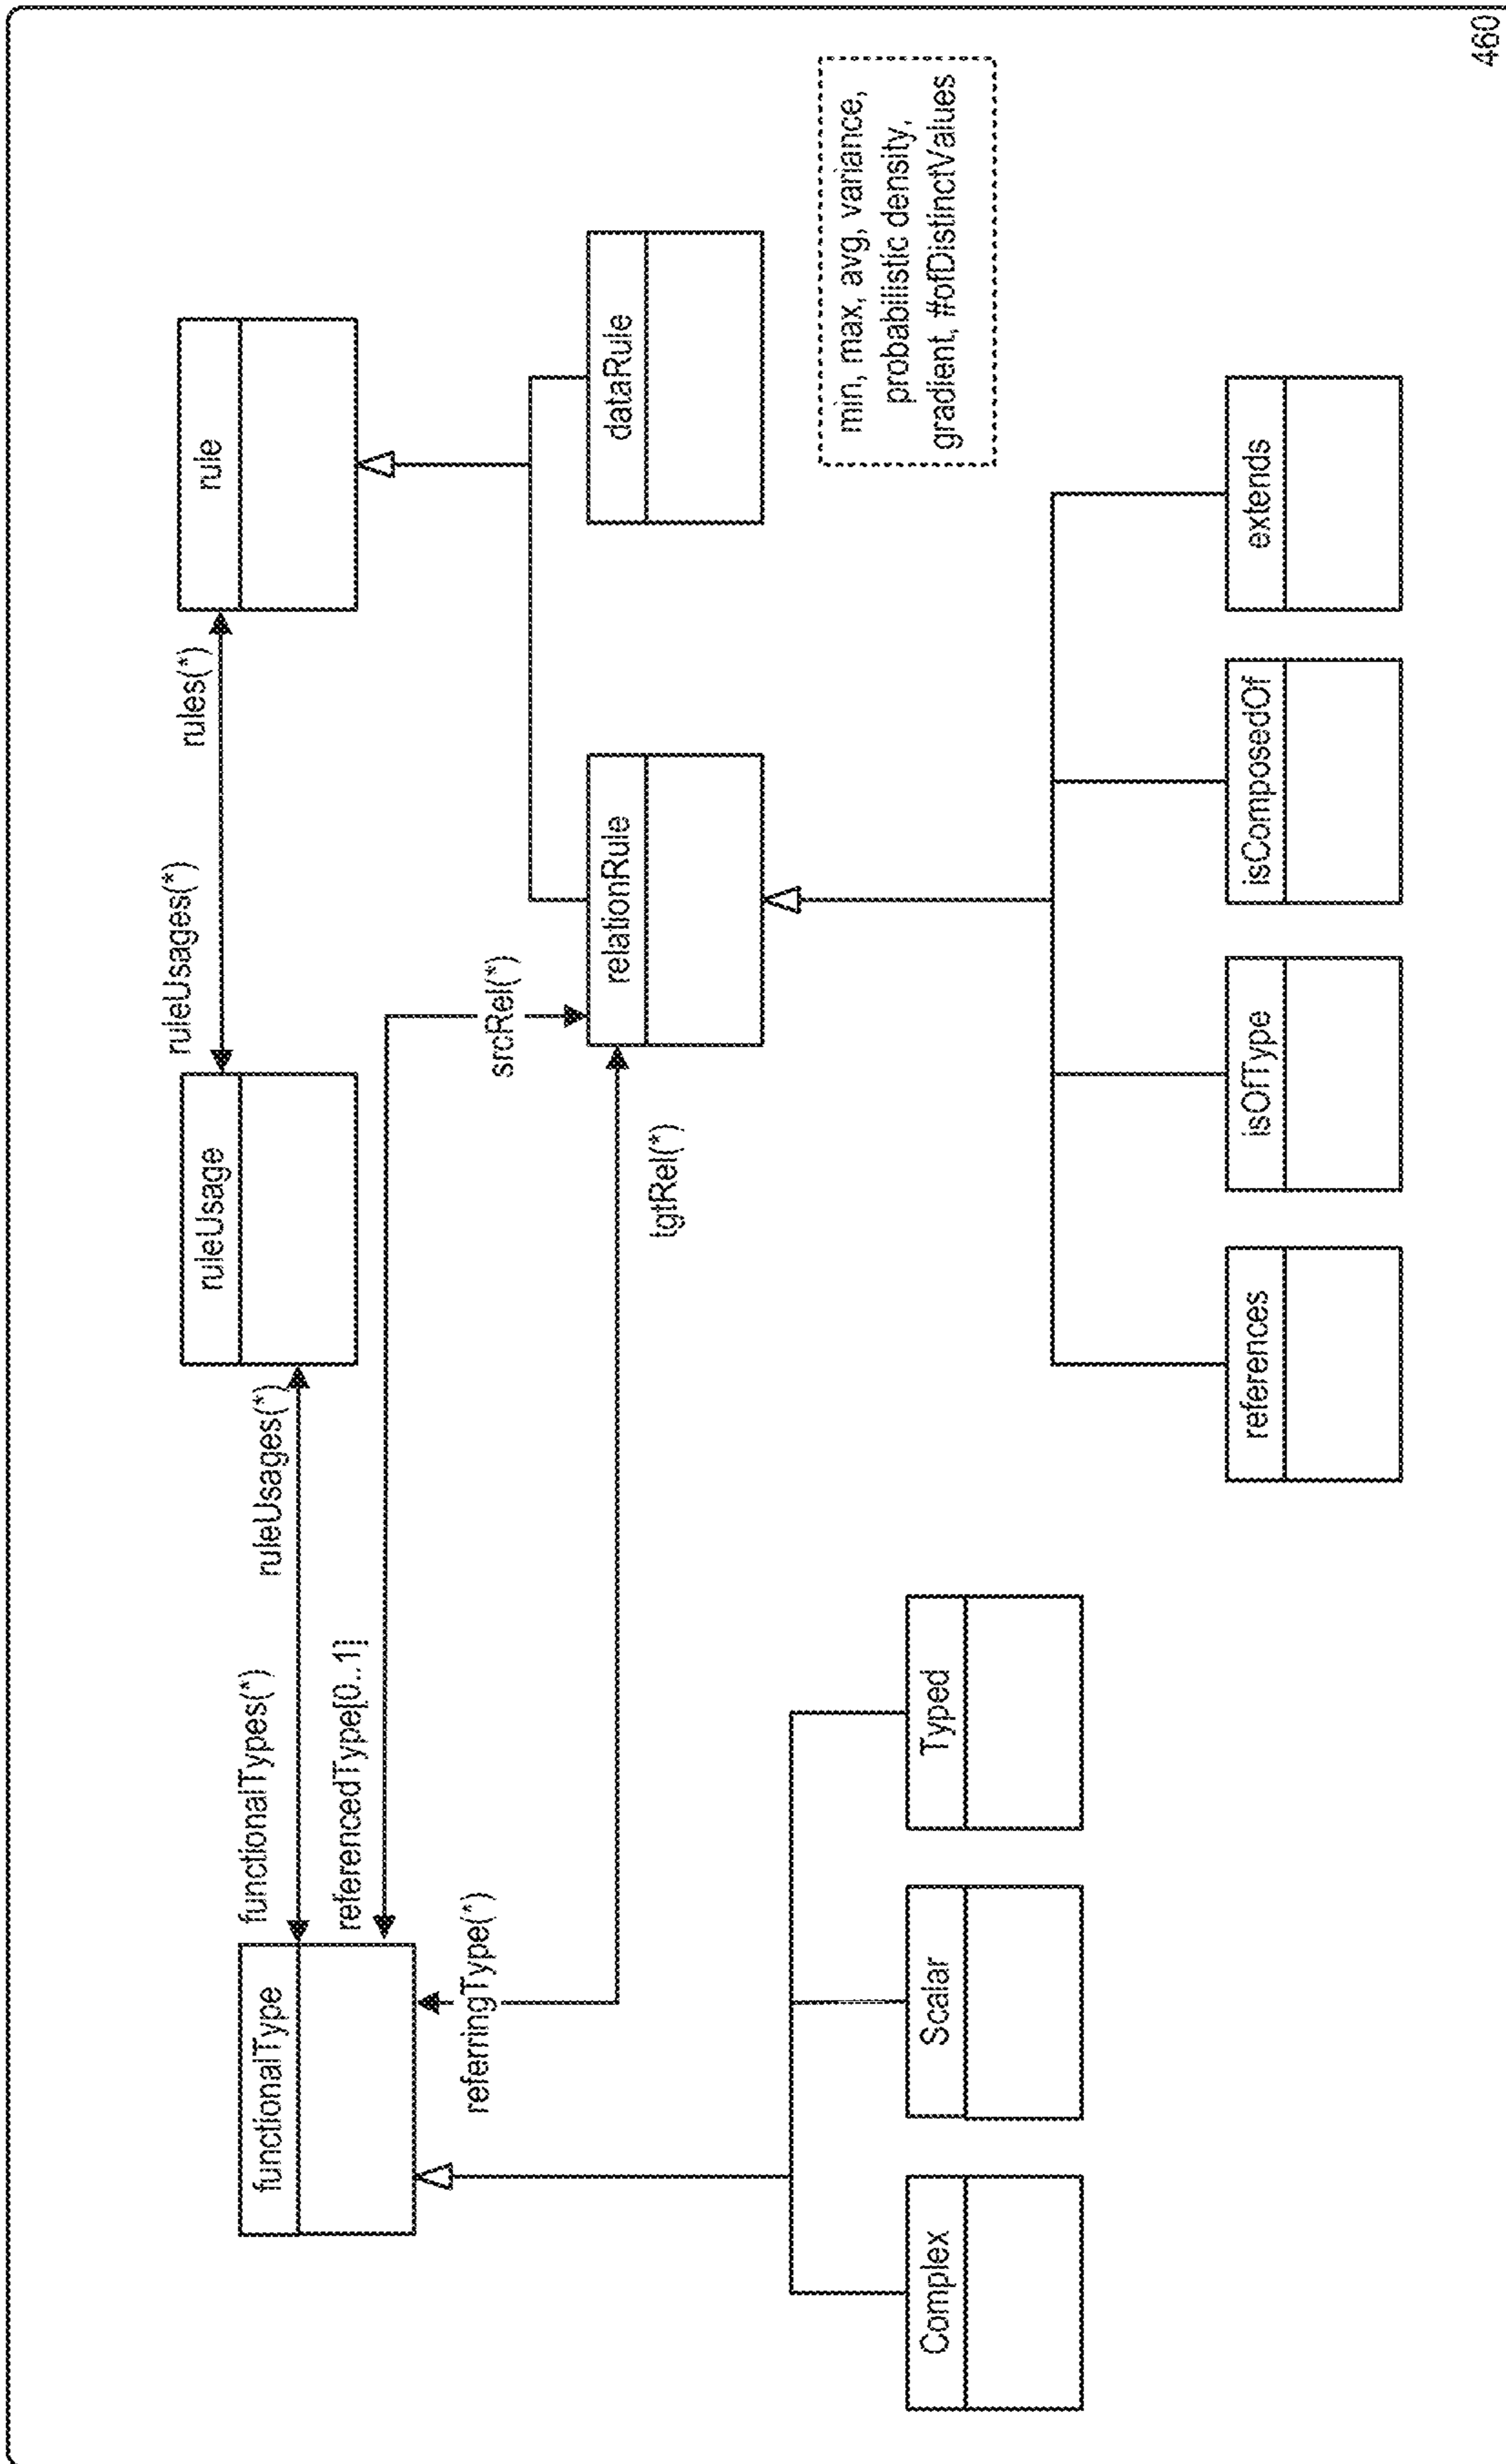 functionalType
functionalTypes(*)
ruleUsages(*)
ruleUsage
ruleUsages(*)
rules(*)
rule
referencedType[0..1]
referringType(*)
srcRel(*)
tgtRel(*)
relationRule
dataRule
min, max, avg, variance,
probabilistic density,
gradient, #ofDistinctValues
Complex
Scalar
Typed
references
isOfType
isComposedOf
extends
460